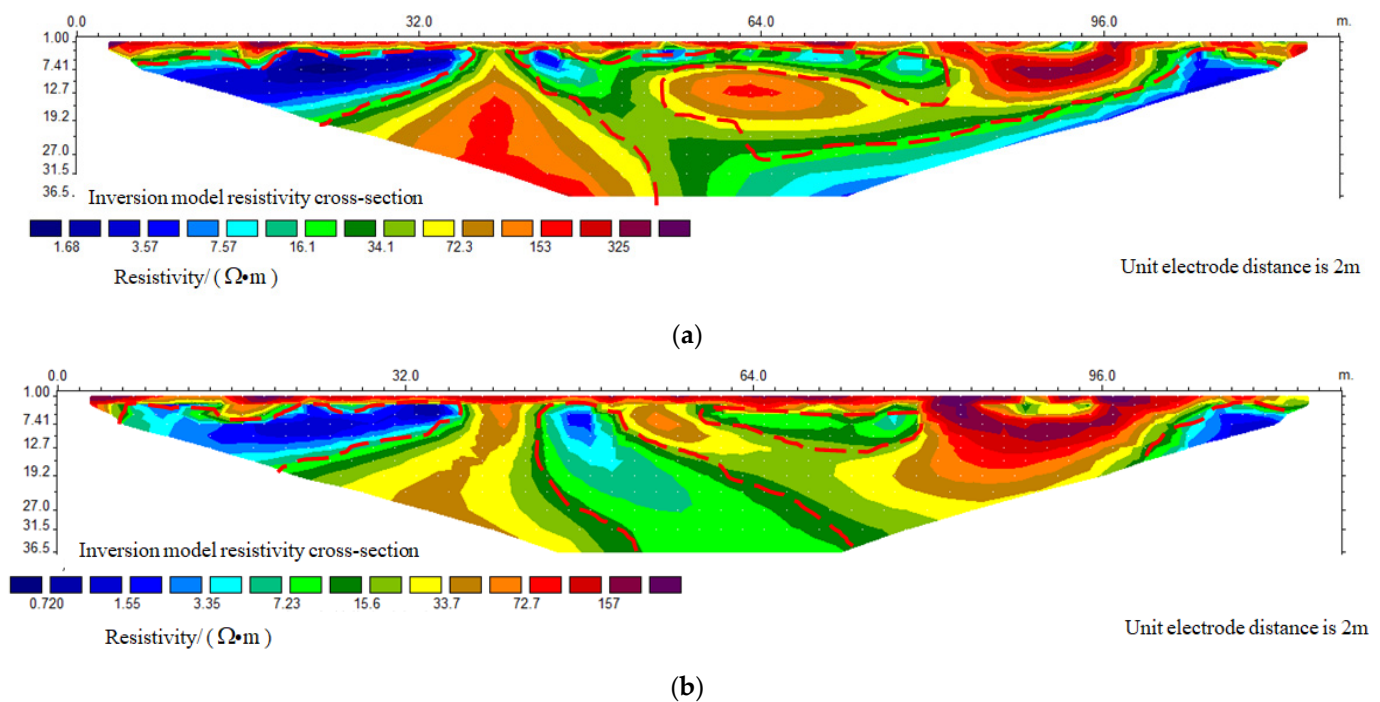 0.0 32.0 64.0 96.0 m.
1.00
7.41
12.7
19.2
27.0
31.5
36.5
Inversion model resistivity cross-section
1.68 3.57 7.57 16.1 34.1 72.3 153 325
Resistivity/ ( Ω•m )
Unit electrode distance is 2m
(a)
0.0 32.0 64.0 96.0 m.
1.00
7.41
12.7
19.2
27.0
31.5
36.5
Inversion model resistivity cross-section
0.720 1.55 3.35 7.23 15.6 33.7 72.7 157
Resistivity/ ( Ω•m )
Unit electrode distance is 2m
(b)